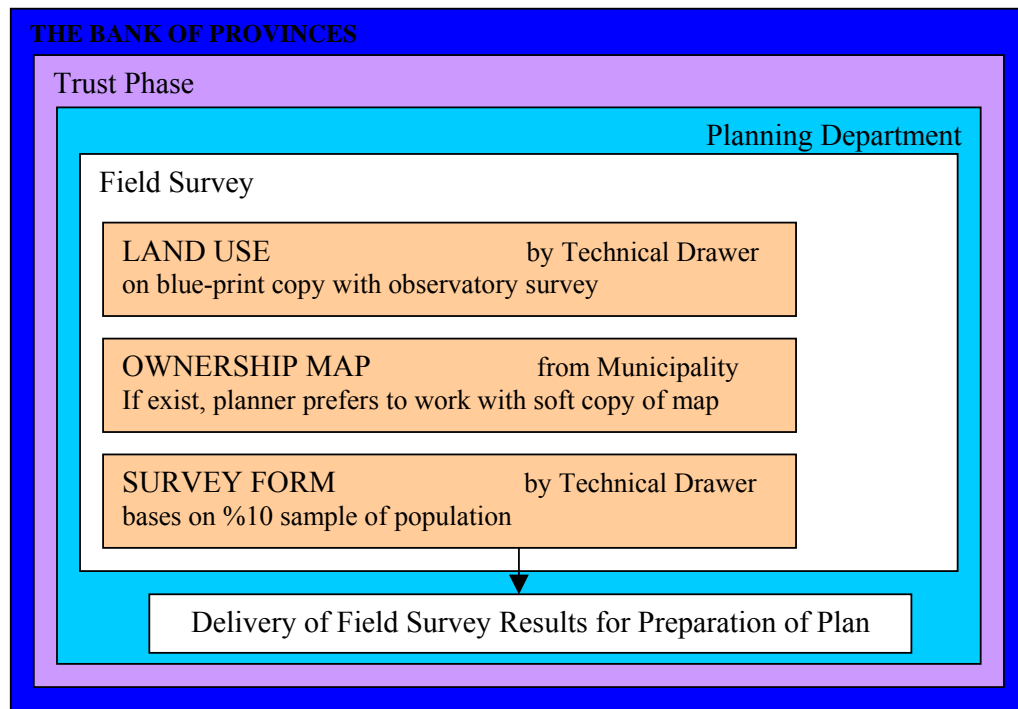 THE BANK OF PROVINCES
Trust Phase
Planning Department
Field Survey
LAND USE by Technical Drawer
on blue-print copy with observatory survey
OWNERSHIP MAP from Municipality
If exist, planner prefers to work with soft copy of map
SURVEY FORM by Technical Drawer
bases on %10 sample of population
Delivery of Field Survey Results for Preparation of Plan